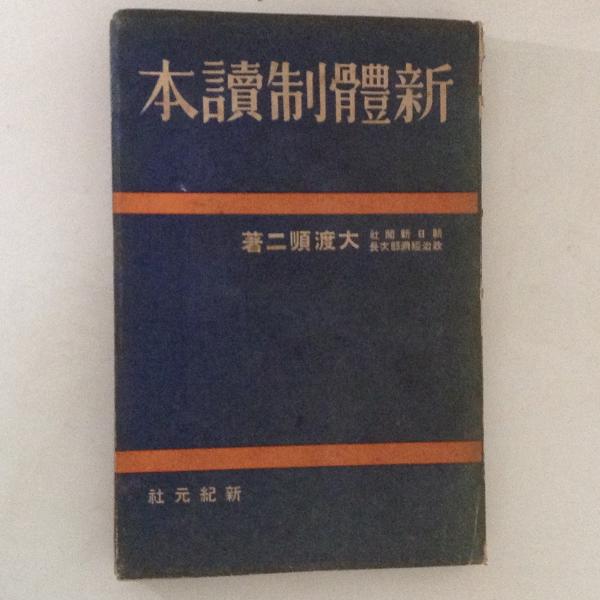 新體制讀本
朝日新聞社
政治經濟部次長
大渡順二著
新紀元社